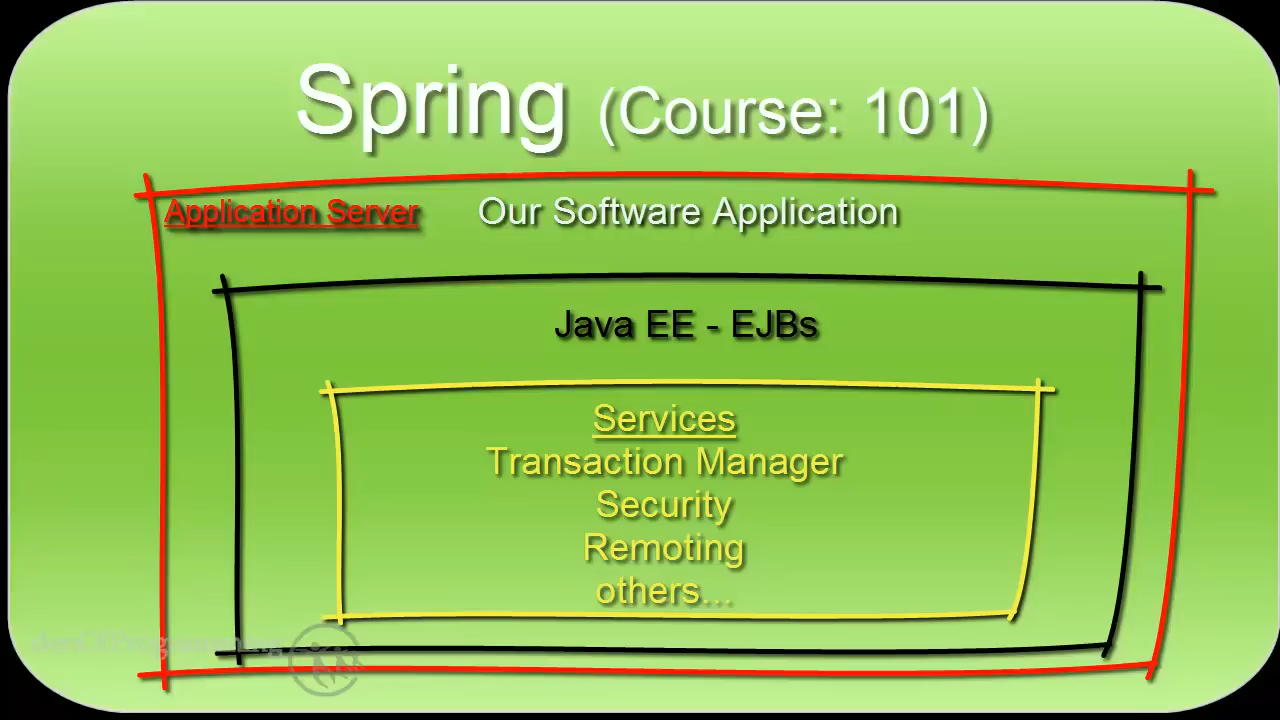 Spring (Course: 101)
Application Server Our Software Application
Java EE - EJBs
Services
Transaction Manager
Security
Remoting
others...